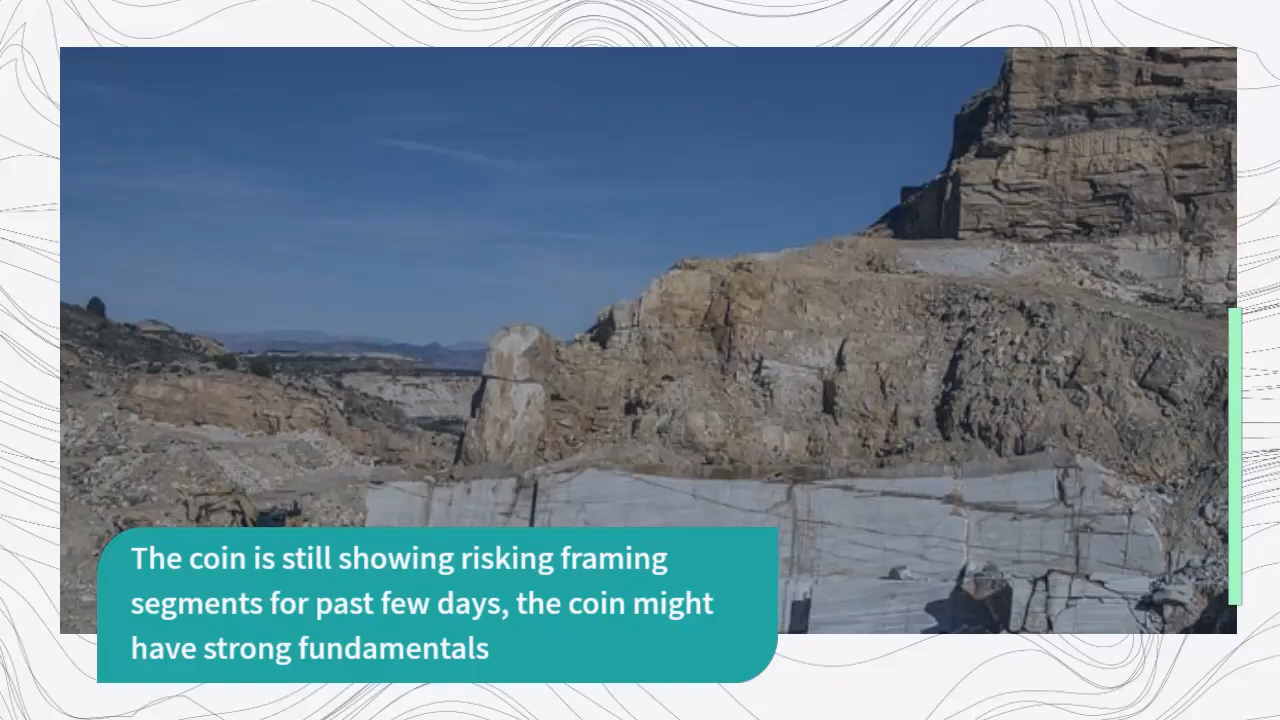 The coin is still showing risking framing
segments for past few days, the coin might
have strong fundamentals